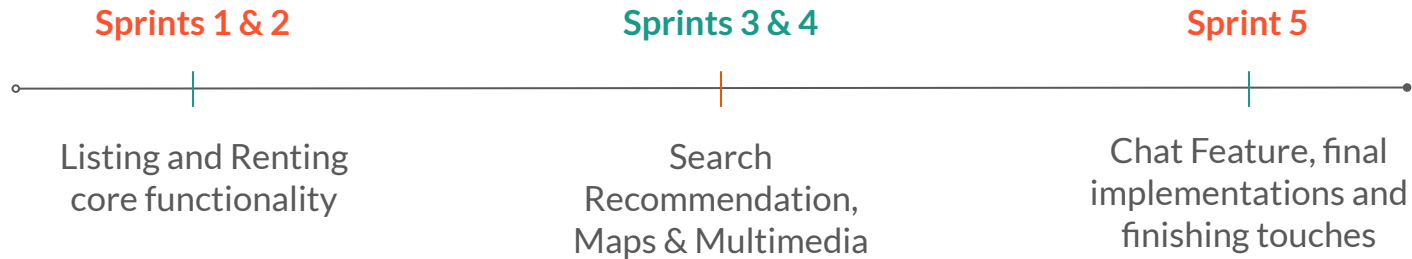 Sprints 1 & 2
Sprints 3 & 4
Sprint 5
Listing and Renting
core functionality
Search
Recommendation,
Maps & Multimedia
Chat Feature, final
implementations and
finishing touches